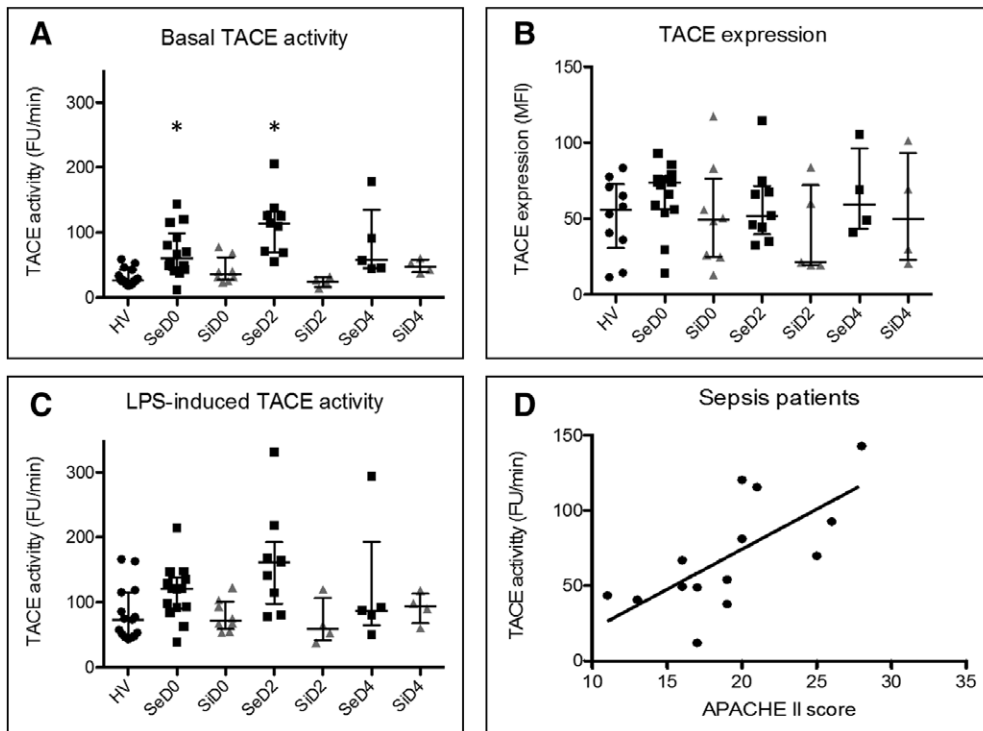 A
Basal TACE activity
TACE activity (FU/min)
300
200
100
0
*
*
HV
SeD0
SiD0
SeD2
SiD2
SeD4
SiD4
B
TACE expression
TACE expression (MFI)
150
100
50
0
HV
SeD0
SiD0
SeD2
SiD2
SeD4
SiD4
C
LPS-induced TACE activity
TACE activity (FU/min)
300
200
100
0
HV
SeD0
SiD0
SeD2
SiD2
SeD4
SiD4
D
Sepsis patients
TACE activity (FU/min)
150
100
50
0
10
15
20
25
30
35
APACHE II score